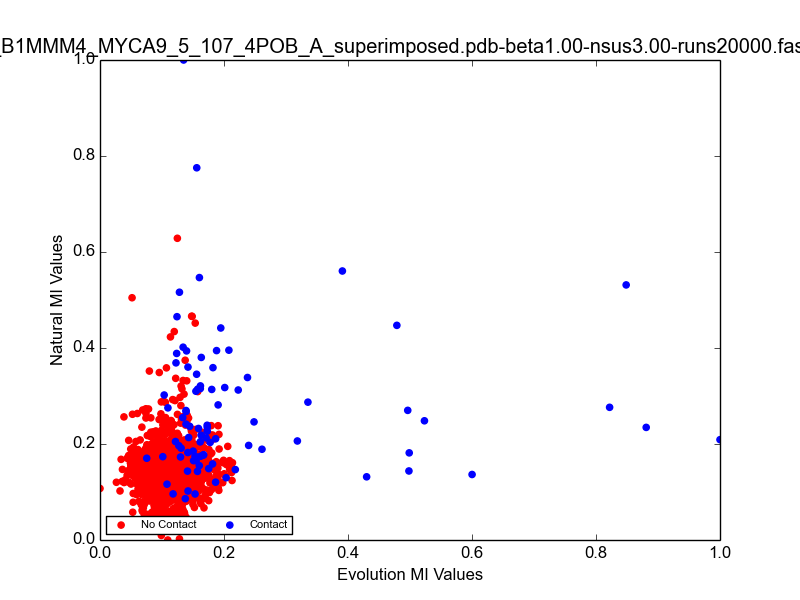 _B1MMM4_MYCA9_5_107_4POB_A_superimposed.pdb-beta1.00-nsus3.00-runs20000.fas
1.0
0.8
0.6
0.4
0.2
0.0
Natural MI Values
No Contact
Contact
0.0 0.2 0.4 0.6 0.8 1.0
Evolution MI Values